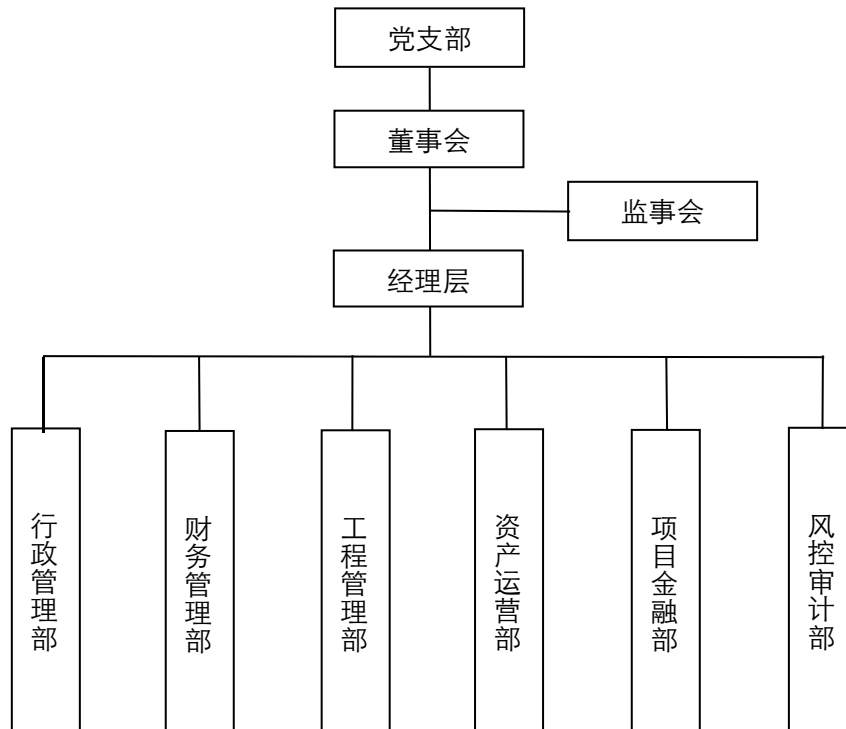 党支部
董事会
监事会
经理层
行政管理部
财务管理部
工程管理部
资产运营部
项目金融部
风控审计部